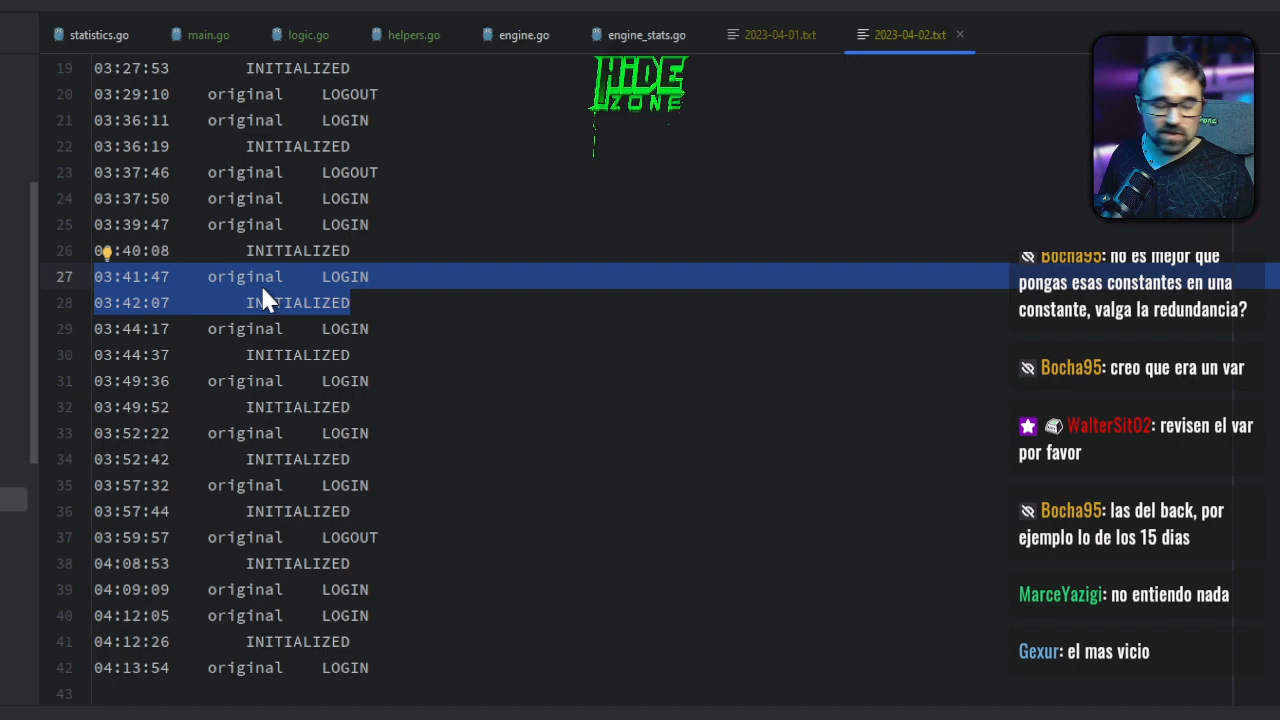 statistics.go main.go logic.go helpers.go engine.go engine_stats.go 2023-04-01.txt 2023-04-02.txt
HiDE
ZONE
19 03:27:53 INITIALIZED
20 03:29:10 original LOGOUT
21 03:36:11 original LOGIN
22 03:36:19 INITIALIZED
23 03:37:46 original LOGOUT
24 03:37:50 original LOGIN
25 03:39:47 original LOGIN
26 03:40:08 INITIALIZED
27 03:41:47 original LOGIN
28 03:42:07 INITIALIZED
29 03:44:17 original LOGIN
30 03:44:37 INITIALIZED
31 03:49:36 original LOGIN
32 03:49:52 INITIALIZED
33 03:52:22 original LOGIN
34 03:52:42 INITIALIZED
35 03:57:32 original LOGIN
36 03:57:44 INITIALIZED
37 03:59:57 original LOGOUT
38 04:08:53 INITIALIZED
39 04:09:09 original LOGIN
40 04:12:05 original LOGIN
41 04:12:26 INITIALIZED
42 04:13:54 original LOGIN
43
Bocha95: no es mejor que
pongas esas constantes en una
constante, valga la redundancia?
Bocha95: creo que era un var
WalterSit02: revisen el var
por favor
Bocha95: las del back, por
ejemplo lo de los 15 dias
MarceYazigi: no entiendo nada
Gexur: el mas vicio